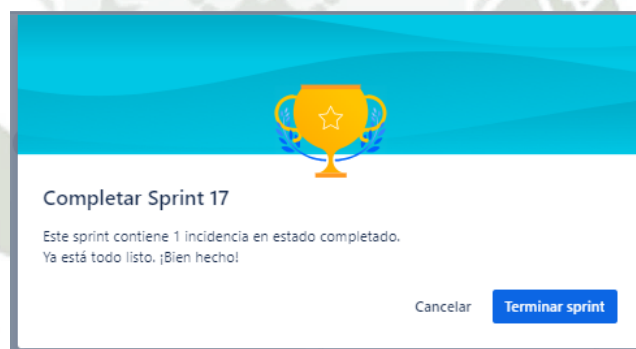 Completar Sprint 17
Este sprint contiene 1 incidencia en estado completado.
Ya está todo listo. ¡Bien hecho!
Cancelar Terminar sprint